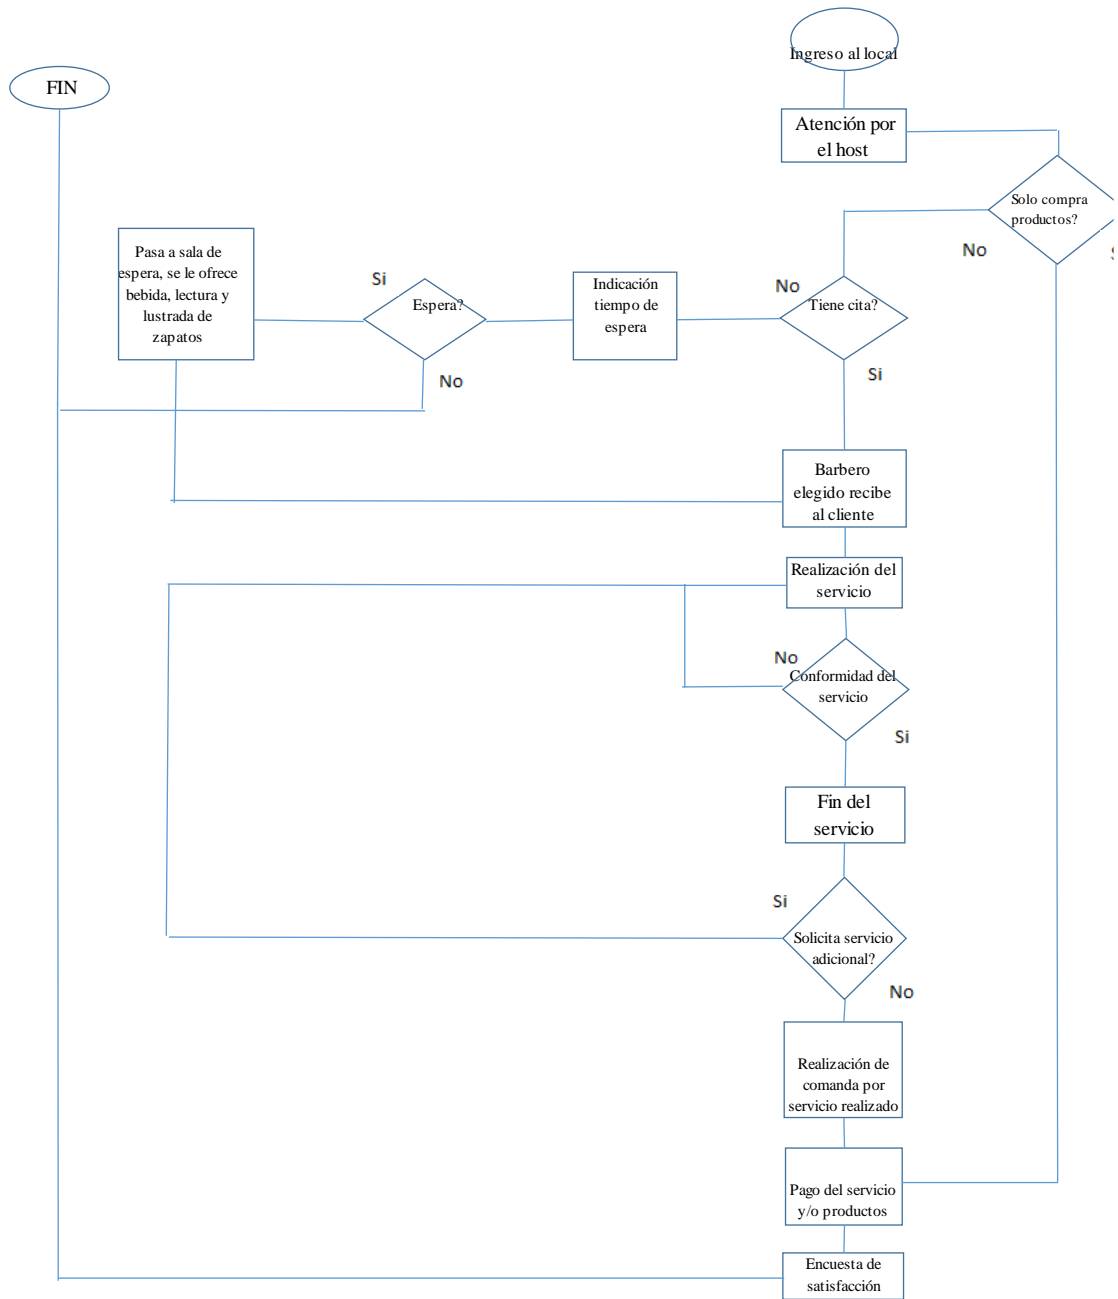 Ingreso al local
FIN
Atención por
el host
Solo compra
productos?
No
S
Pasa a sala de
espera, se le ofrece
bebida, lectura y
lustrada de
zapatos
Si
Espera?
No
Indicación
tiempo de
espera
No
Tiene cita?
Si
Barbero
elegido recibe
al cliente
Realización del
servicio
No
Conformidad del
servicio
Si
Fin del
servicio
Si
Solicita servicio
adicional?
No
Realización de
comanda por
servicio realizado
Pago del servicio
y/o productos
Encuesta de
satisfacción